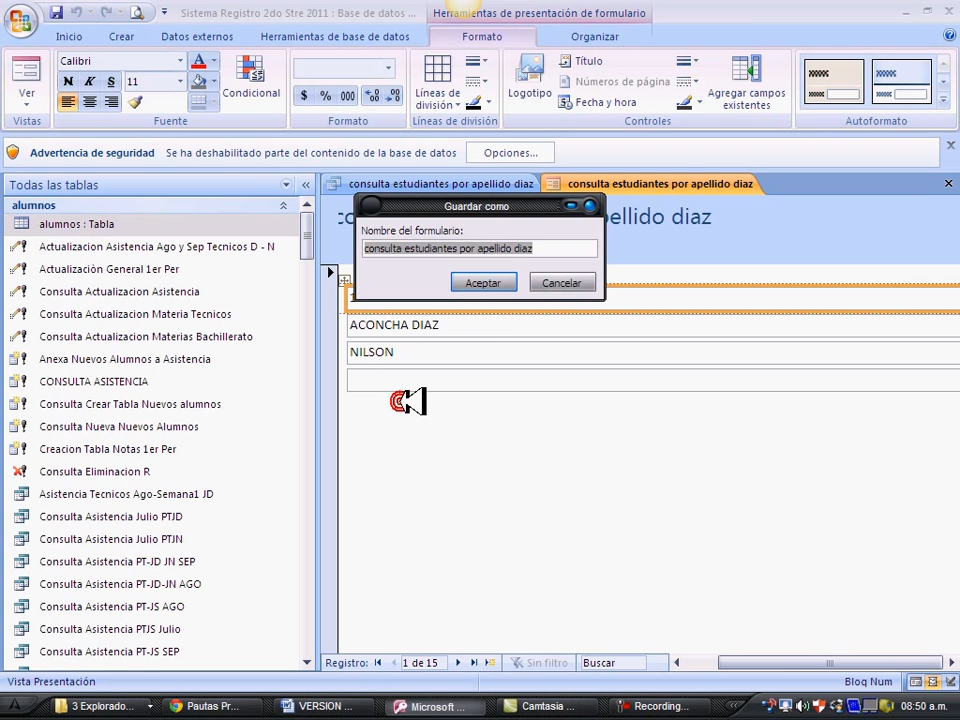 Sistema Registro 2do Stre 2011 : Base de datos ...
Herramientas de presentación de formulario
Inicio
Crear
Datos externos
Herramientas de base de datos
Formato
Organizar
Ver
Vistas
Calibri
A
N K S
11
Condicional
Fuente
$ % 000
Formato
Líneas de división
Líneas de división
Logotipo
Título
Números de página
Fecha y hora
Agregar campos existentes
Controles
Autoformato
Advertencia de seguridad
Se ha deshabilitado parte del contenido de la base de datos
Opciones...
Todas las tablas
consulta estudiantes por apellido diaz
consulta estudiantes por apellido diaz
alumnos
alumnos : Tabla
Actualizacion Asistencia Ago y Sep Tecnicos D - N
Actualizaciòn General 1er Per
Consulta Actualizacion Asistencia
Consulta Actualizacion Materia Tecnicos
Consulta Actualizacion Materias Bachillerato
Anexa Nuevos Alumnos a Asistencia
CONSULTA ASISTENCIA
Consulta Crear Tabla Nuevos alumnos
Consulta Nueva Nuevos Alumnos
Creacion Tabla Notas 1er Per
Consulta Eliminacion R
Asistencia Tecnicos Ago-Semana1 JD
Consulta Asistencia Julio PTJD
Consulta Asistencia Julio PTJN
Consulta Asistencia PT-JD JN SEP
Consulta Asistencia PT-JD-JN AGO
Consulta Asistencia PT-JS AGO
Consulta Asistencia PTJS Julio
Consulta Asistencia PT-JS SEP
pellido diaz
Guardar como
Nombre del formulario:
consulta estudiantes por apellido diaz
Aceptar
Cancelar
ACONCHA DIAZ
NILSON
Registro:
1 de 15
Sin filtro
Buscar
Vista Presentación
Bloq Num
3 Explorado...
Pautas Pr...
VERSION ...
Microsoft ...
Camtasia ...
Recording...
08:50 a.m.